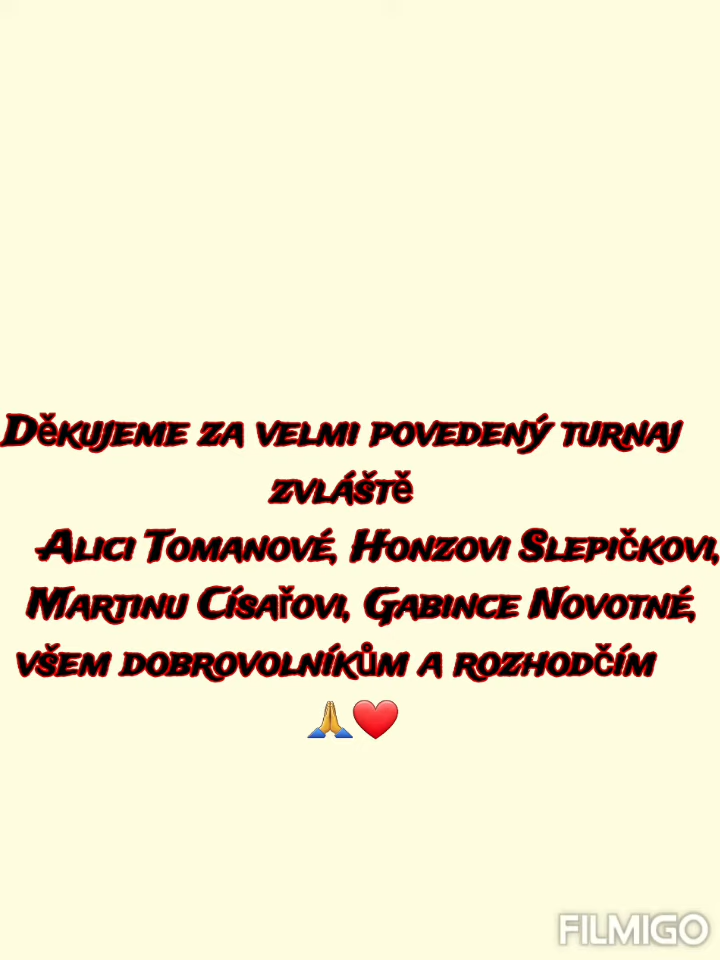 Děkujeme za velmi povedený turnaj
zvláště
Alici Tomanové, Honzovi Slepičkovi,
Martinu Císařovi, Gabince Novotné,
všem dobrovolníkům a rozhodčím
🙏❤️
FILMIGO